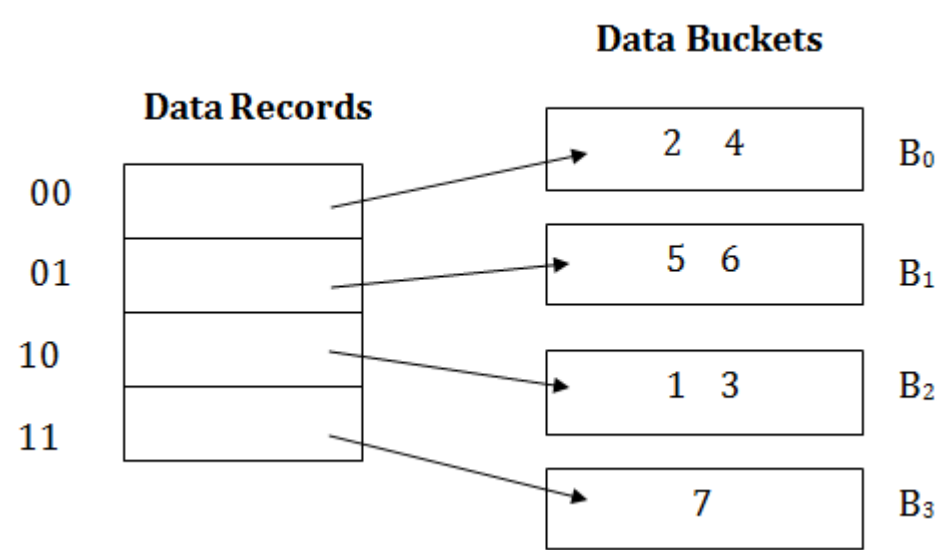 Data Buckets
Data Records
00
01
10
11
2 4 B₀
5 6 B₁
1 3 B₂
7 B₃